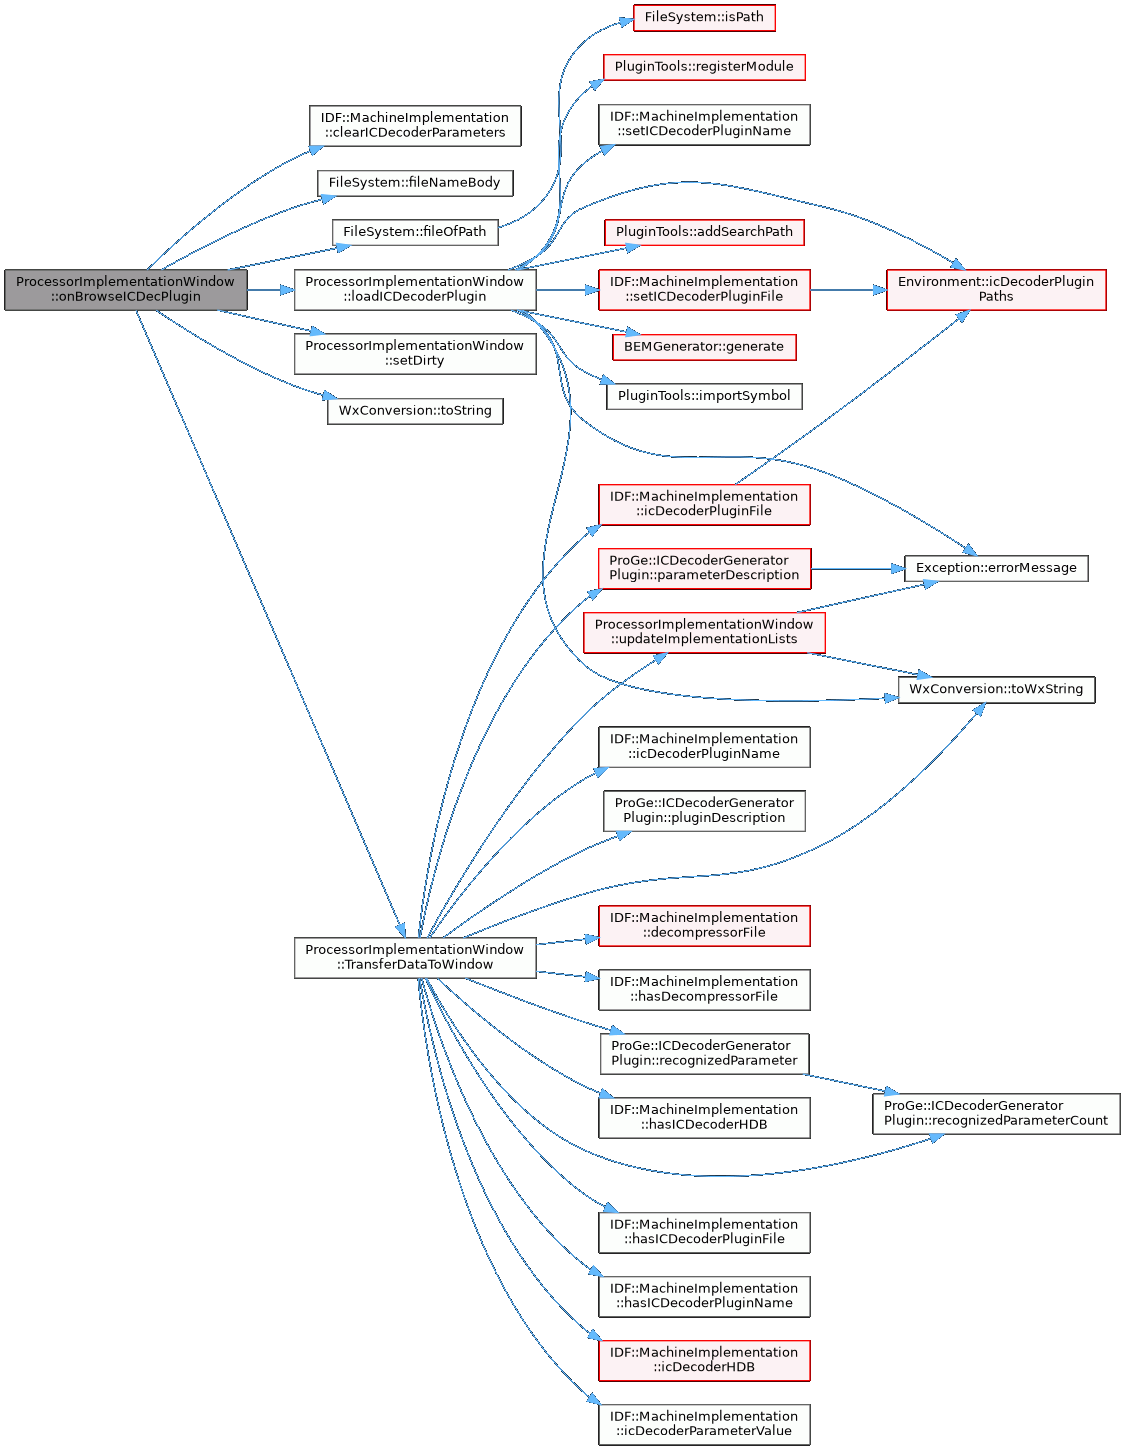 FileSystem::isPath
PluginTools::registerModule
IDF::MachineImplementation
::clearICDecoderParameters
IDF::MachineImplementation
::setICDecoderPluginName
FileSystem::fileNameBody
FileSystem::fileOfPath
PluginTools::addSearchPath
ProcessorImplementationWindow
::onBrowseICDecPlugin
ProcessorImplementationWindow
::loadICDecoderPlugin
IDF::MachineImplementation
::setICDecoderPluginFile
Environment::icDecoderPlugin
Paths
ProcessorImplementationWindow
::setDirty
BEMGenerator::generate
PluginTools::importSymbol
WxConversion::toString
IDF::MachineImplementation
::icDecoderPluginFile
ProGe::ICDecoderGenerator
Plugin::parameterDescription
Exception::errorMessage
ProcessorImplementationWindow
::updateImplementationLists
WxConversion::toWxString
IDF::MachineImplementation
::icDecoderPluginName
ProGe::ICDecoderGenerator
Plugin::pluginDescription
IDF::MachineImplementation
::decompressorFile
ProcessorImplementationWindow
::TransferDataToWindow
IDF::MachineImplementation
::hasDecompressorFile
ProGe::ICDecoderGenerator
Plugin::recognizedParameter
IDF::MachineImplementation
::hasICDecoderHDB
ProGe::ICDecoderGenerator
Plugin::recognizedParameterCount
IDF::MachineImplementation
::hasICDecoderPluginFile
IDF::MachineImplementation
::hasICDecoderPluginName
IDF::MachineImplementation
::icDecoderHDB
IDF::MachineImplementation
::icDecoderParameterValue